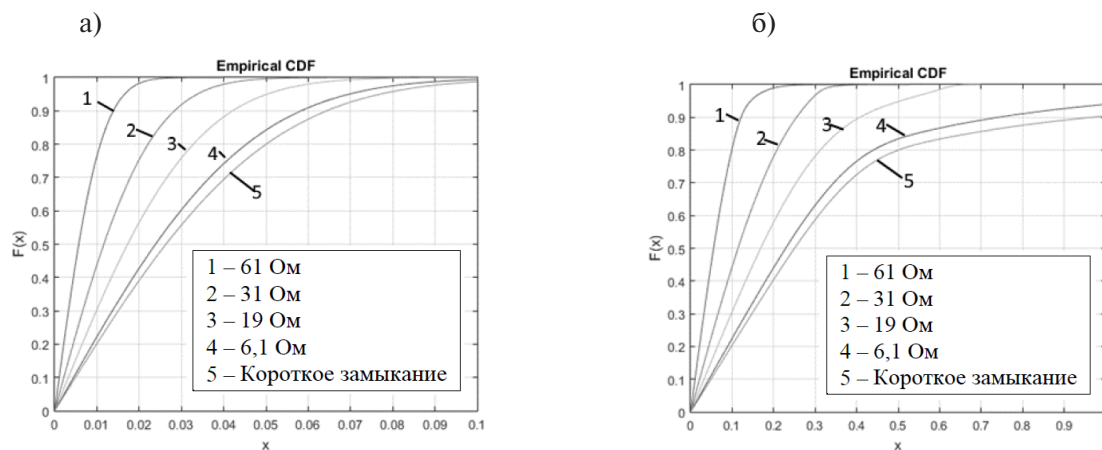 а)
Empirical CDF
1
0.9
0.8
0.7
0.6
0.5
0.4
0.3
0.2
0.1
0
F(x)
1
2
3
4
5
1 – 61 Ом
2 – 31 Ом
3 – 19 Ом
4 – 6,1 Ом
5 – Короткое замыкание
0 0.01 0.02 0.03 0.04 0.05 0.06 0.07 0.08 0.09 0.1
x
б)
Empirical CDF
1
0.9
0.8
0.7
0.6
0.5
0.4
0.3
0.2
0.1
0
F(x)
1
2
3
4
5
1 – 61 Ом
2 – 31 Ом
3 – 19 Ом
4 – 6,1 Ом
5 – Короткое замыкание
0 0.1 0.2 0.3 0.4 0.5 0.6 0.7 0.8 0.9
x